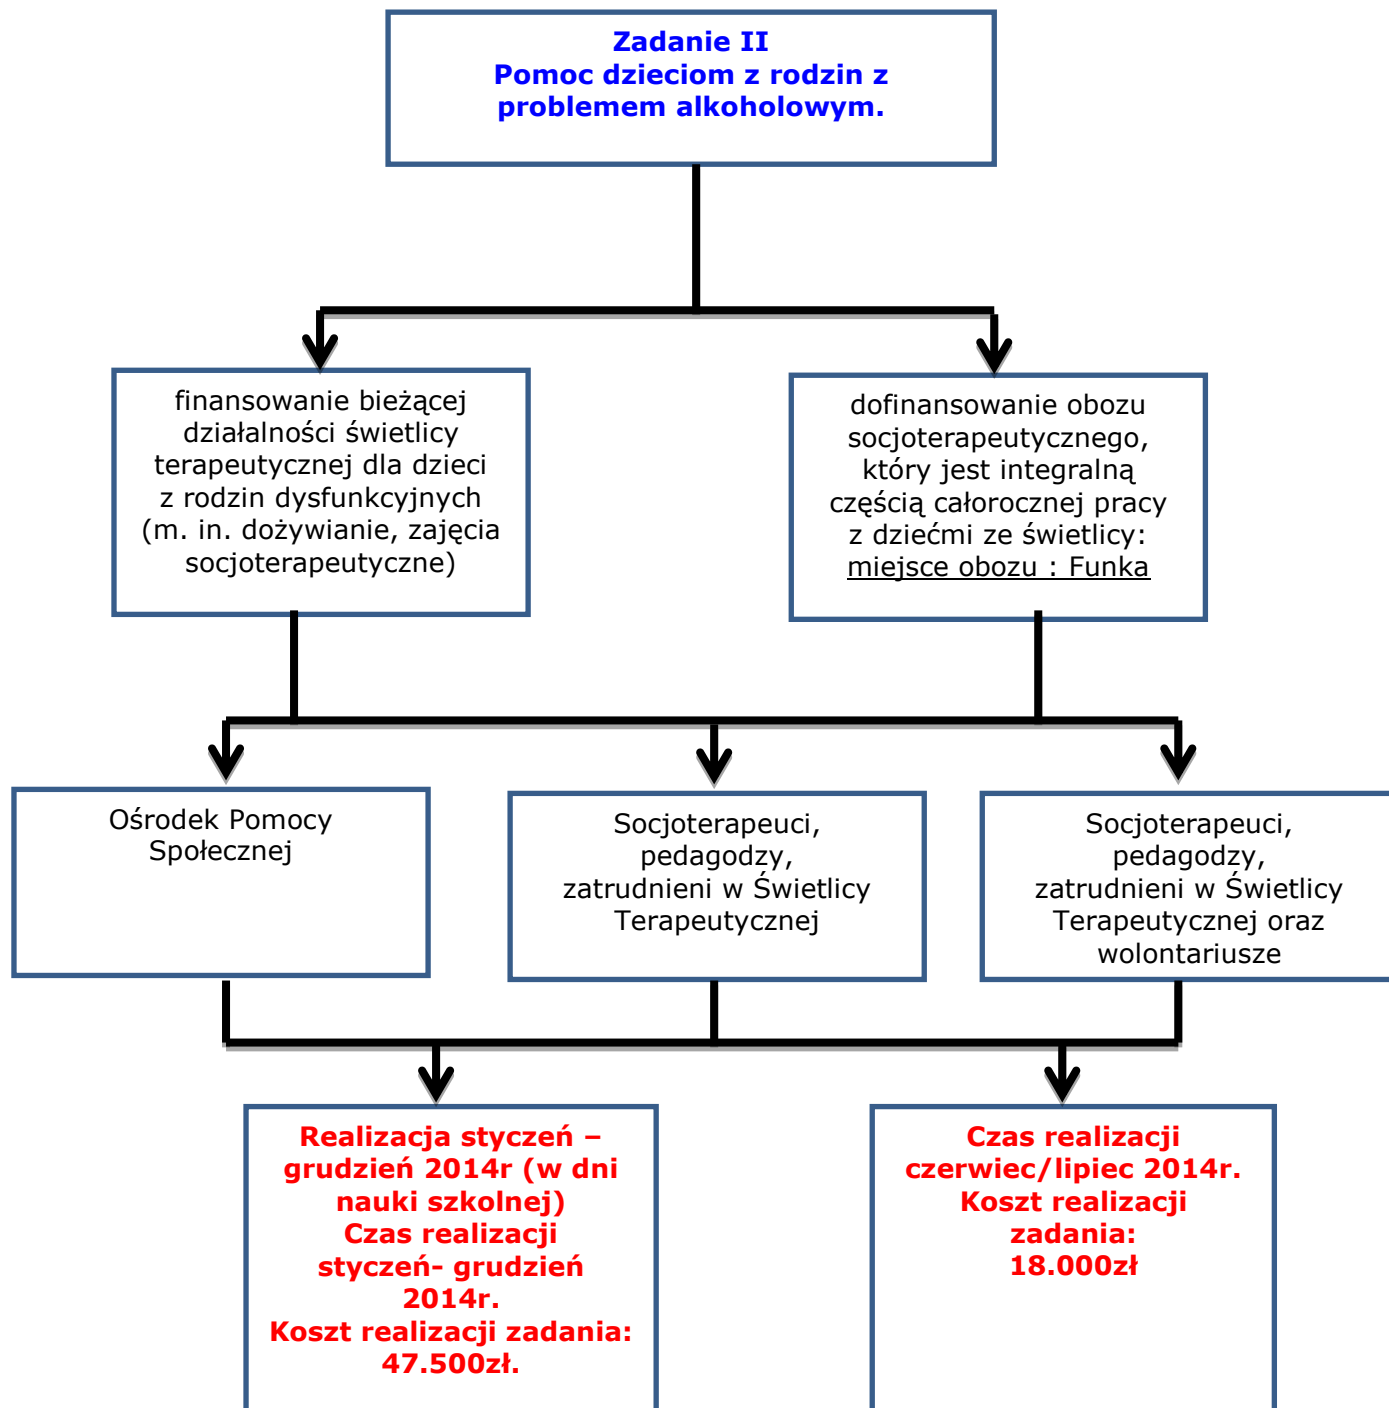 Zadanie II
Pomoc dzieciom z rodzin z
problemem alkoholowym.
finansowanie bieżącej
działalności świetlicy
terapeutycznej dla dzieci
z rodzin dysfunkcyjnych
(m. in. dożywianie, zajęcia
socjoterapeutyczne)
dofinansowanie obozu
socjoterapeutycznego,
który jest integralną
częścią całorocznej pracy
z dziećmi ze świetlicy:
miejsce obozu : Funka
Ośrodek Pomocy
Społecznej
Socjoterapeuci,
pedagodzy,
zatrudnieni w Świetlicy
Terapeutycznej
Socjoterapeuci,
pedagodzy,
zatrudnieni w Świetlicy
Terapeutycznej oraz
wolontariusze
Realizacja styczeń –
grudzień 2014r (w dni
nauki szkolnej)
Czas realizacji
styczeń- grudzień
2014r.
Koszt realizacji zadania:
47.500zł.
Czas realizacji
czerwiec/lipiec 2014r.
Koszt realizacji
zadania:
18.000zł